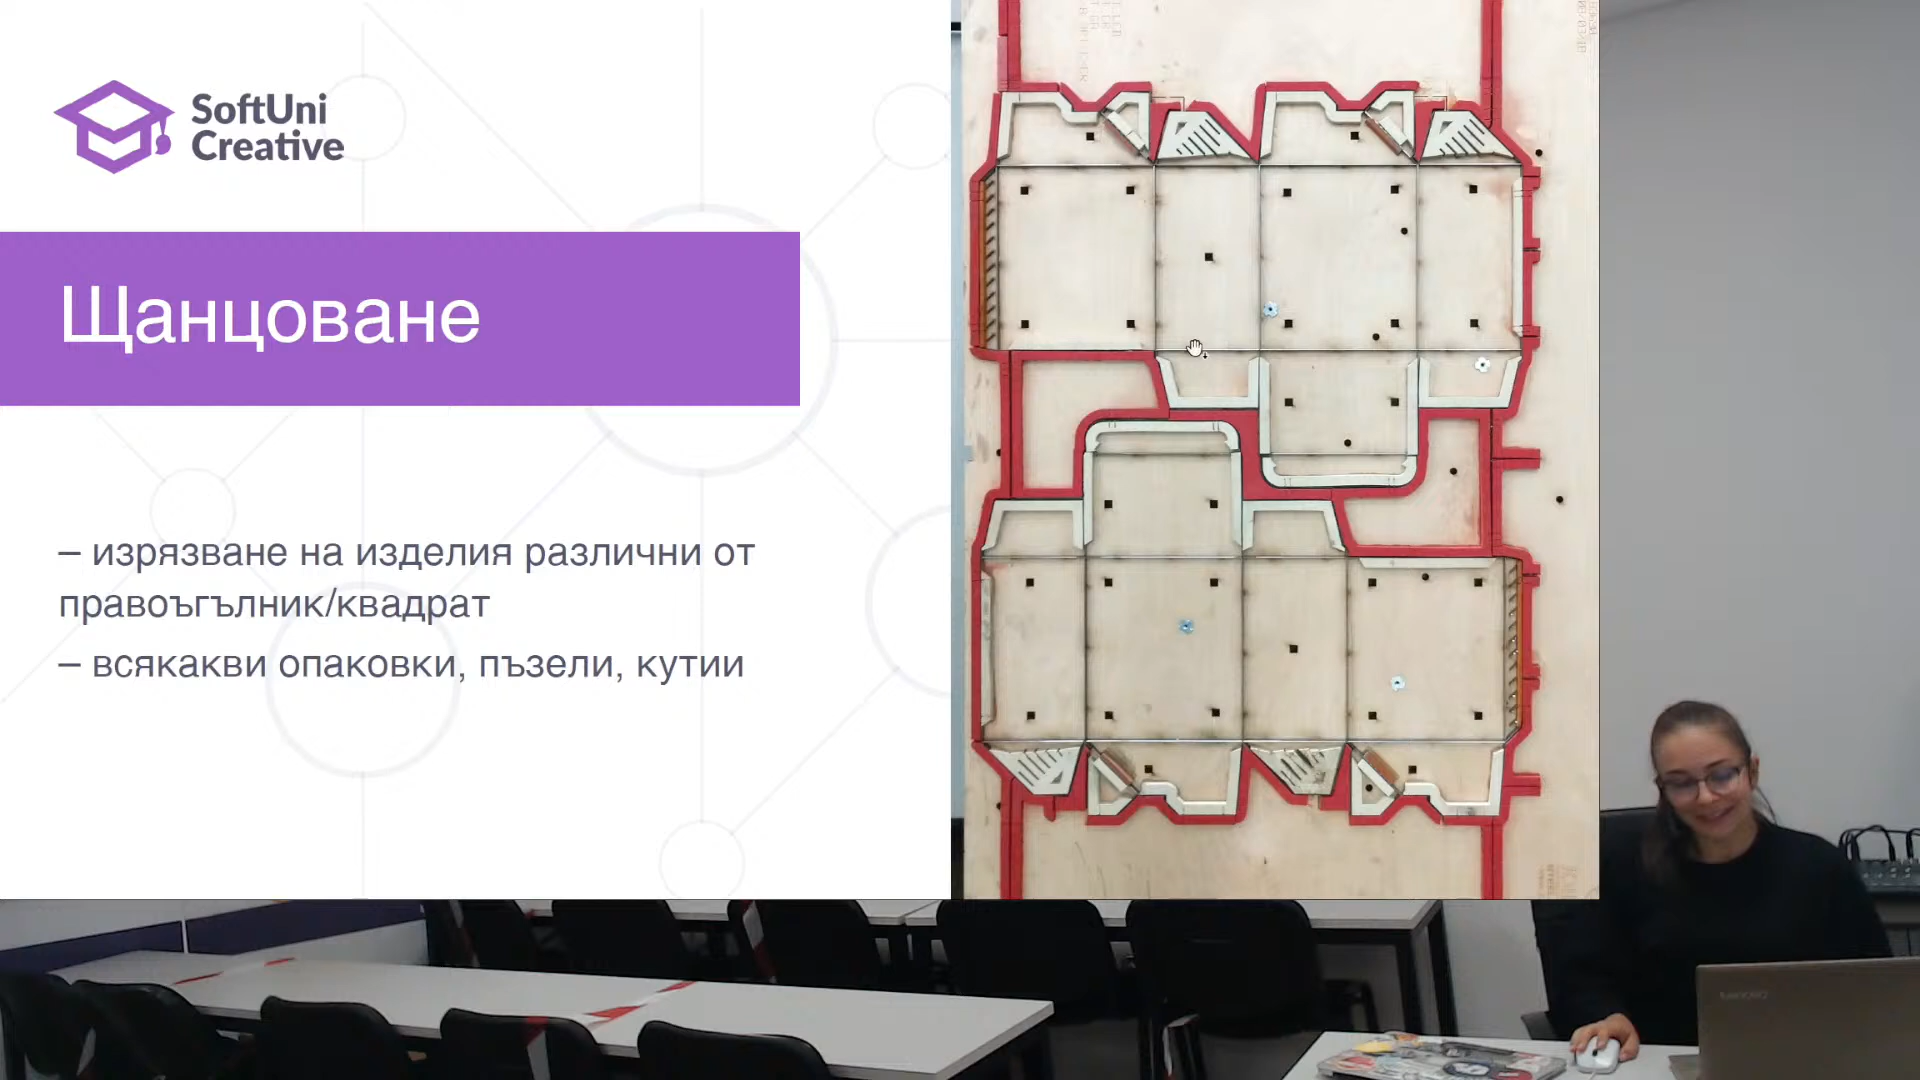 SoftUni
Creative
Щанцоване
– изрязване на изделия различни от
правоъгълник/квадрат
– всякакви опаковки, пъзели, кутии